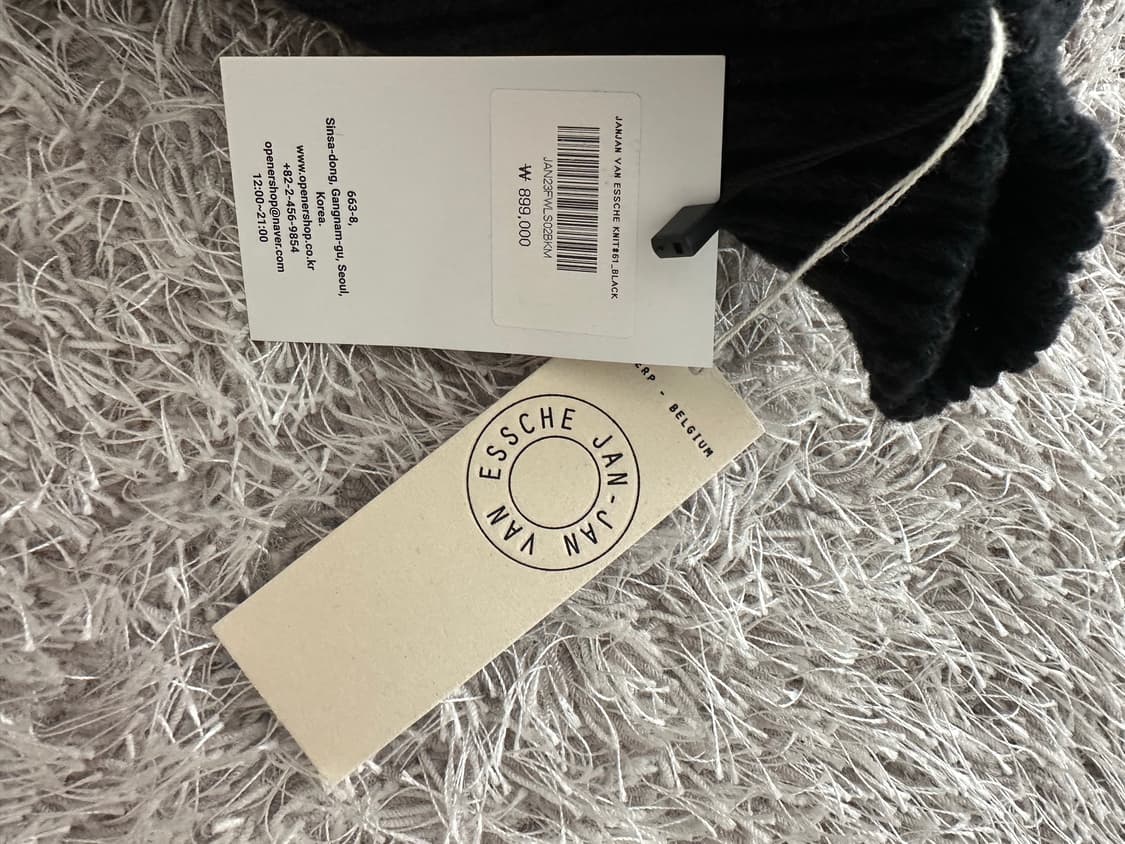 JANJAN VAN ESSCHE KNIT#61_BLACK
JAN23FWLS02BKM
₩ 899,000
663-8,
Sinsa-dong, Gangnam-gu, Seoul,
Korea.
www.openershop.co.kr
+82-2-456-9854
openershop@naver.com
12:00~21:00
ERP - BELGIUM
JAN-JAN VAN ESSCHE